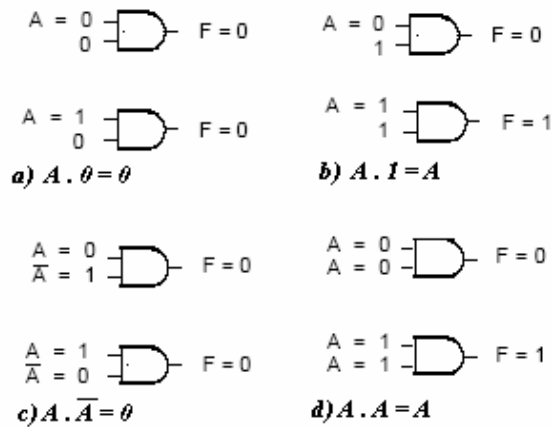 A = 0
0
F = 0
A = 1
0
F = 0
a) A . 0 = 0
A = 0
1
F = 0
A = 1
1
F = 1
b) A . 1 = A
A = 0
A̅ = 1
F = 0
A = 1
A̅ = 0
F = 0
c) A . A̅ = 0
A = 0
A = 0
F = 0
A = 1
A = 1
F = 1
d) A . A = A